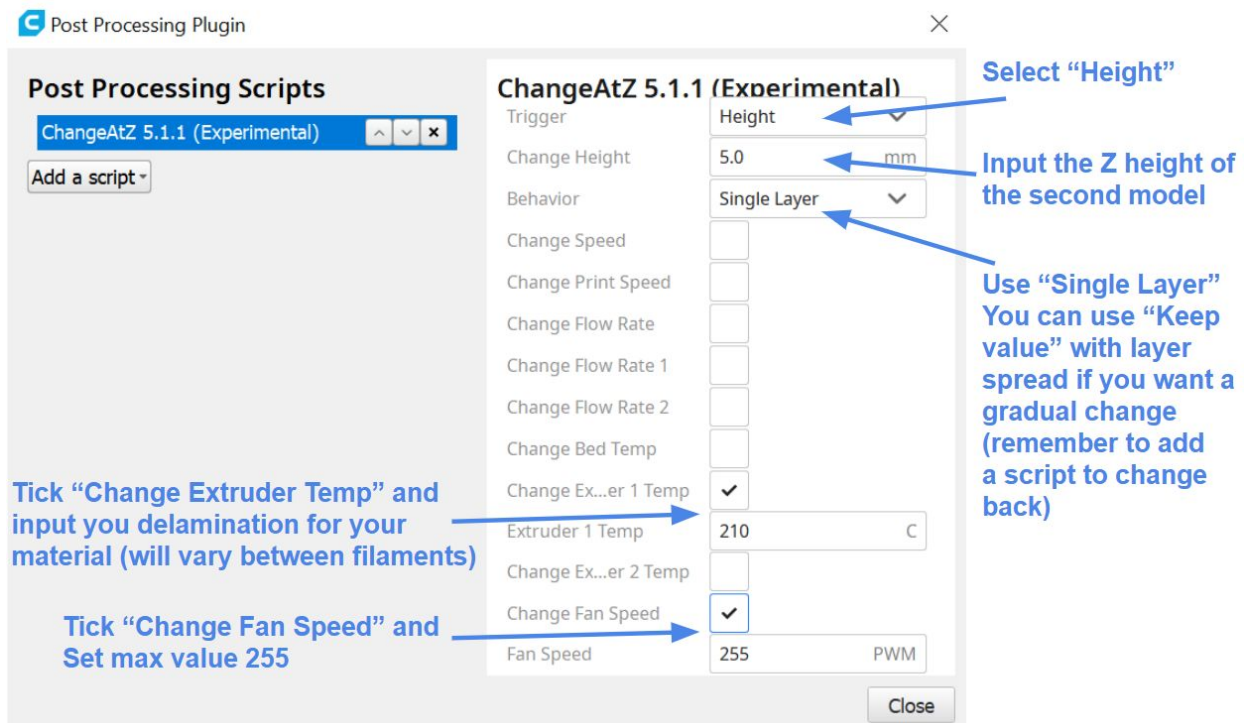 Post Processing Plugin
Post Processing Scripts
ChangeAtZ 5.1.1 (Experimental)
Add a script
ChangeAtZ 5.1.1 (Experimental)
Trigger
Height
Change Height
5.0 mm
Behavior
Single Layer
Change Speed
Change Print Speed
Change Flow Rate
Change Flow Rate 1
Change Flow Rate 2
Change Bed Temp
Change Ex...er 1 Temp
Extruder 1 Temp
210 C
Change Ex...er 2 Temp
Change Fan Speed
Fan Speed
255 PWM
Close
Select “Height”
Input the Z height of
the second model
Use “Single Layer”
You can use “Keep
value” with layer
spread if you want a
gradual change
(remember to add
a script to change
back)
Tick “Change Extruder Temp” and
input you delamination for your
material (will vary between filaments)
Tick “Change Fan Speed” and
Set max value 255